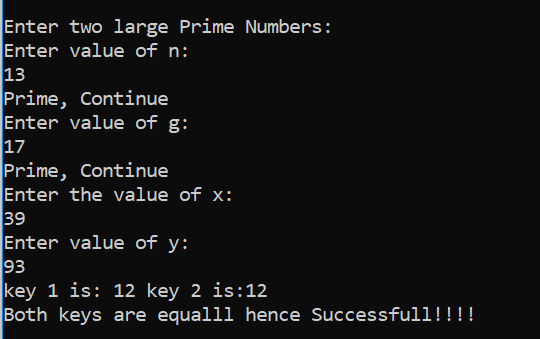 Enter two large Prime Numbers:
Enter value of n:
13
Prime, Continue
Enter value of g:
17
Prime, Continue
Enter the value of x:
39
Enter value of y:
93
key 1 is: 12 key 2 is:12
Both keys are equalll hence Successfull!!!!